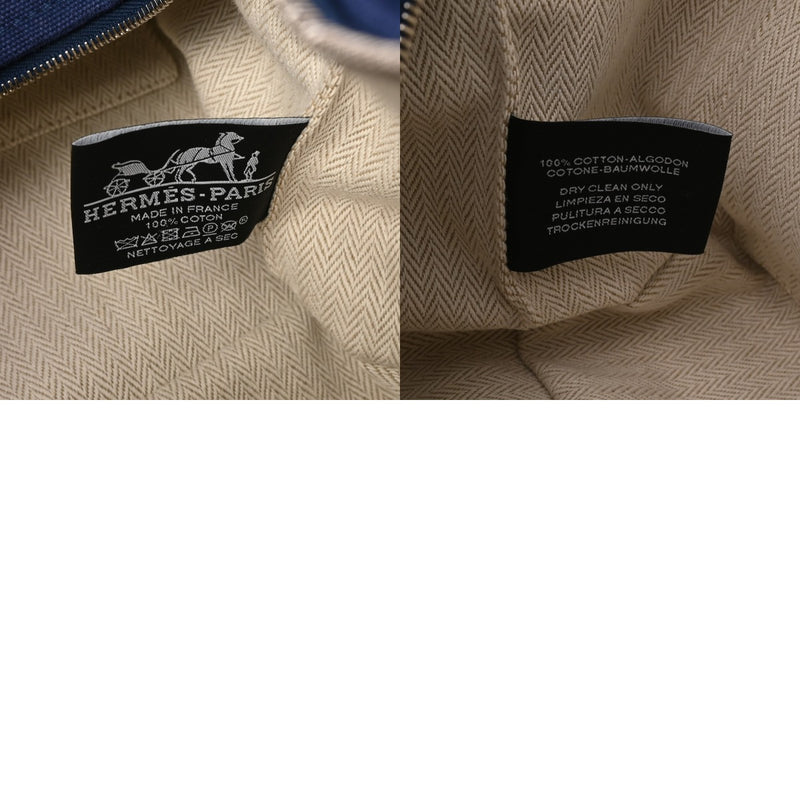 HERMÈS-PARIS
MADE IN FRANCE
100% COTON
P
NETTOYAGE A SEC
100% COTTON-ALGODON
COTONE-BAUMWOLLE
DRY CLEAN ONLY
LIMPIEZA EN SECO
PULITURA A SECCO
TROCKENREINIGUNG